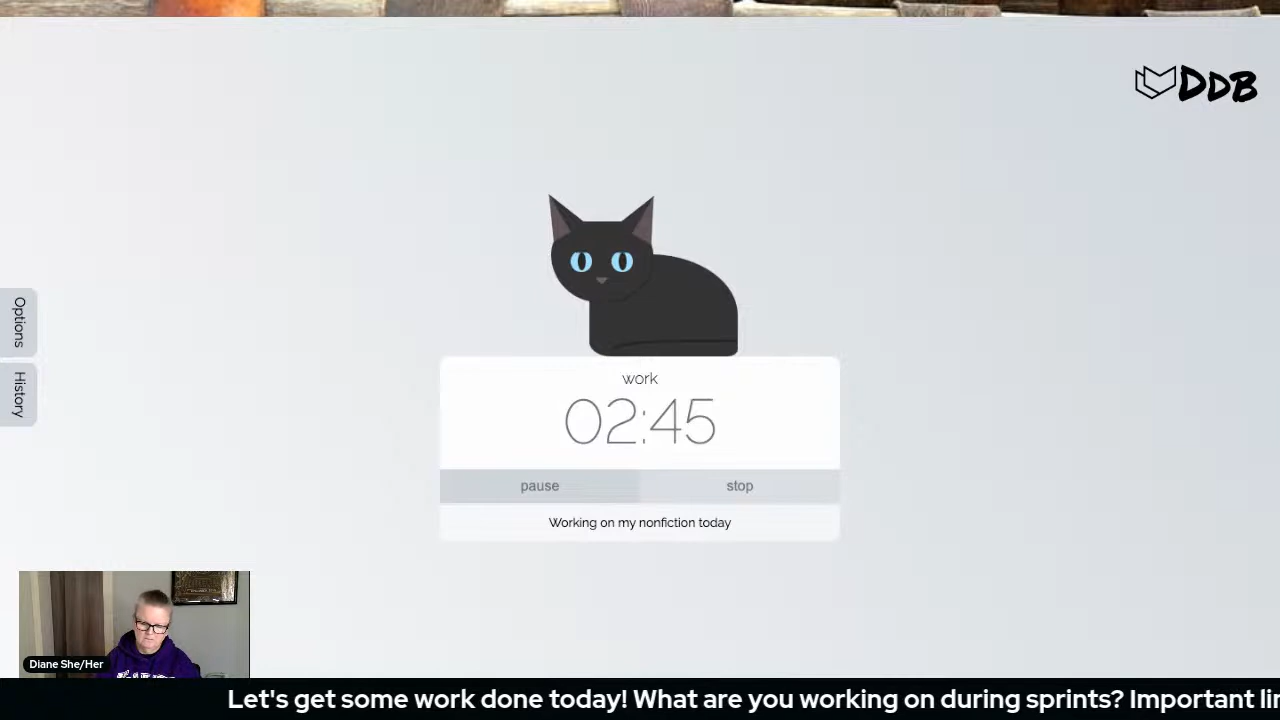 DDB
Options
History
work
02:45
pause
stop
Working on my nonfiction today
Diane She/Her
Let's get some work done today! What are you working on during sprints? Important